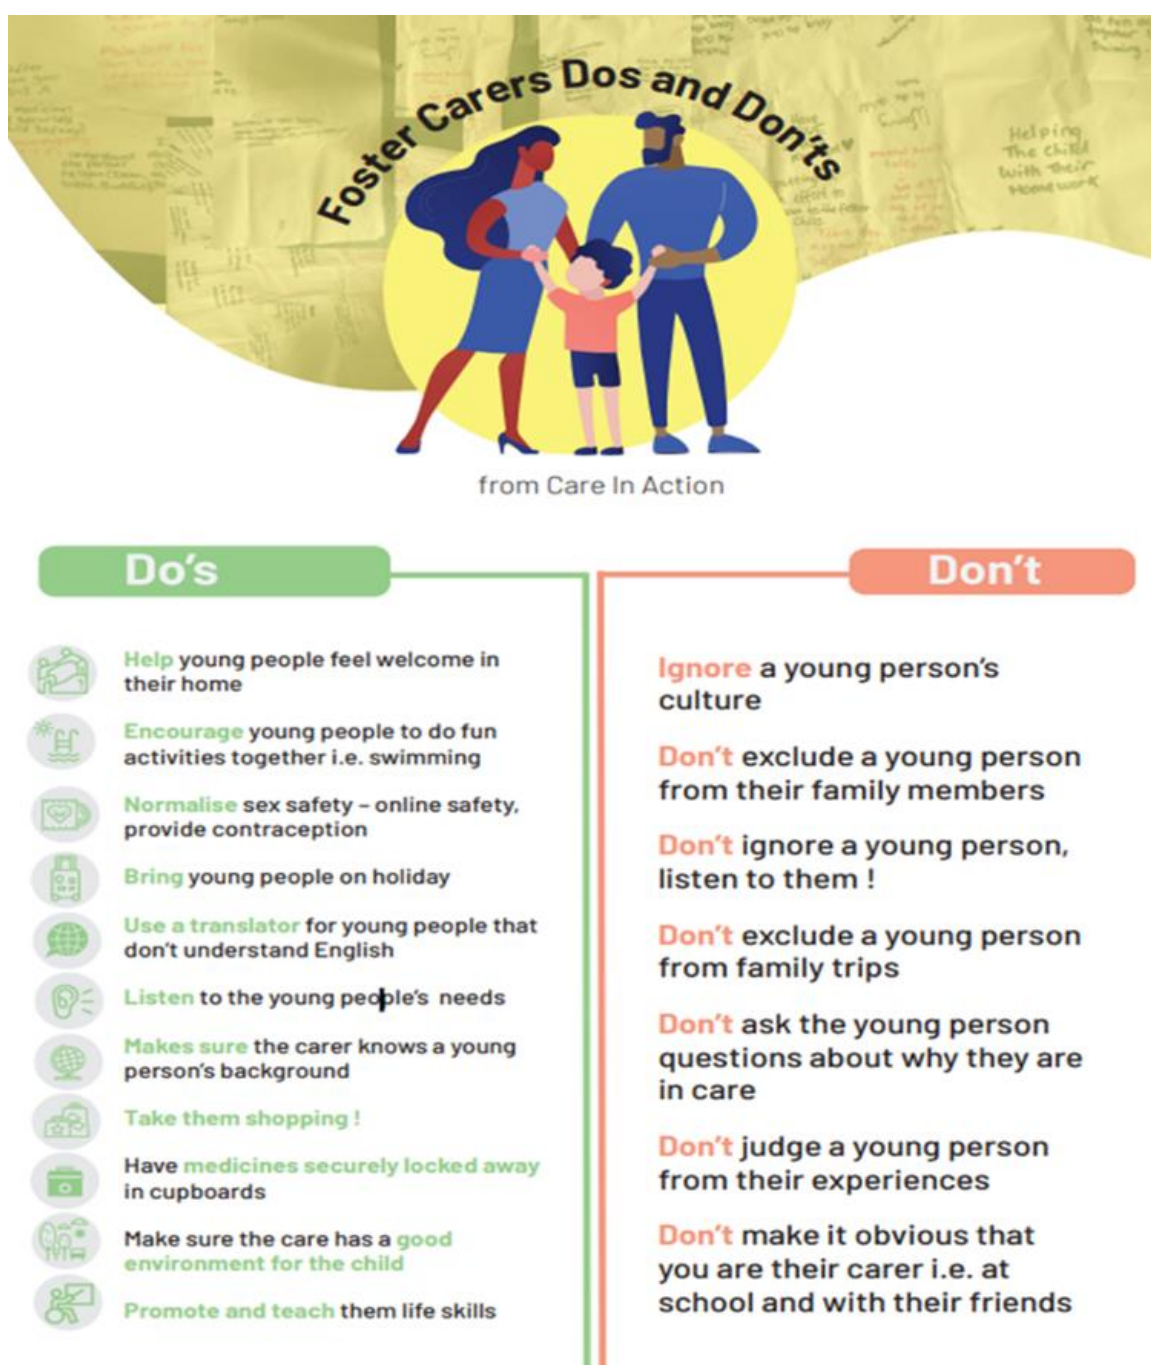 Foster Carers Dos and Don'ts
Helping
The Child
with Their
Homework
from Care In Action
Do's
Help young people feel welcome in
their home
Encourage young people to do fun
activities together i.e. swimming
Normalise sex safety – online safety,
provide contraception
Bring young people on holiday
Use a translator for young people that
don't understand English
Listen to the young people's needs
Makes sure the carer knows a young
person's background
Take them shopping !
Have medicines securely locked away
in cupboards
Make sure the care has a good
environment for the child
Promote and teach them life skills
Don't
Ignore a young person's
culture
Don't exclude a young person
from their family members
Don't ignore a young person,
listen to them !
Don't exclude a young person
from family trips
Don't ask the young person
questions about why they are
in care
Don't judge a young person
from their experiences
Don't make it obvious that
you are their carer i.e. at
school and with their friends